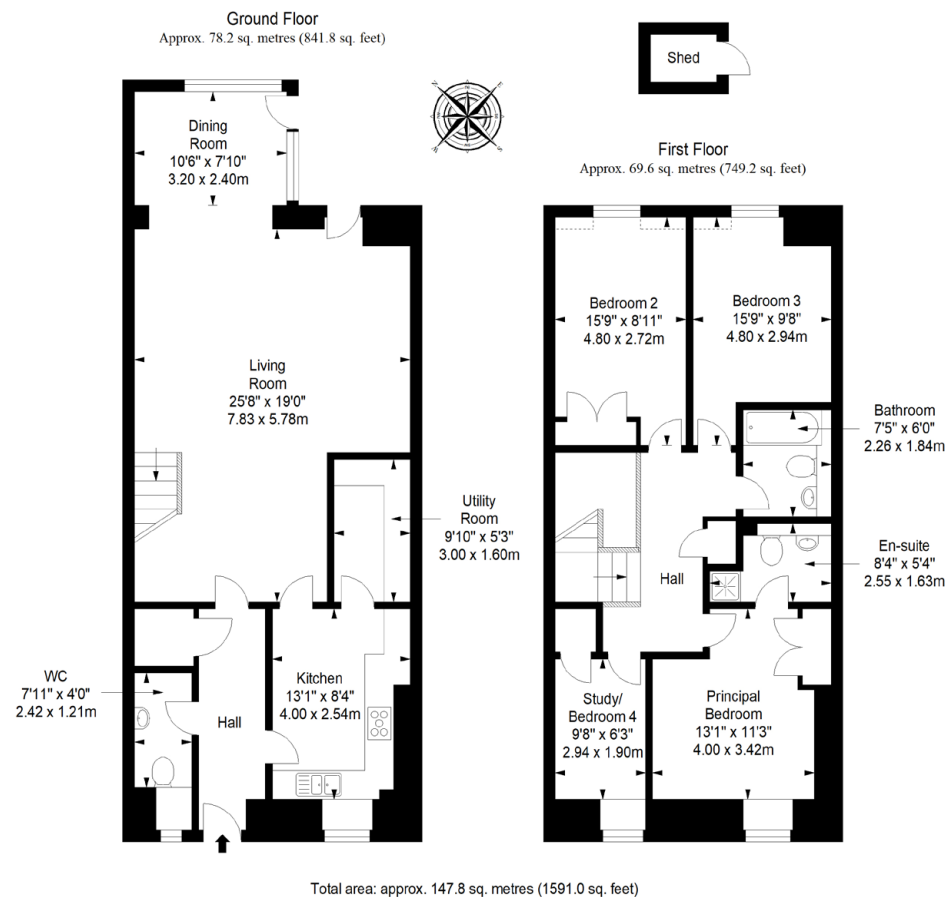 Ground Floor
Approx. 78.2 sq. metres (841.8 sq. feet)
Dining
Room
10'6" x 7'10"
3.20 x 2.40m
Living
Room
25'8" x 19'0"
7.83 x 5.78m
Utility
Room
9'10" x 5'3"
3.00 x 1.60m
WC
7'11" x 4'0"
2.42 x 1.21m
Hall
Kitchen
13'1" x 8'4"
4.00 x 2.54m
Shed
First Floor
Approx. 69.6 sq. metres (749.2 sq. feet)
Bedroom 2
15'9" x 8'11"
4.80 x 2.72m
Bedroom 3
15'9" x 9'8"
4.80 x 2.94m
Bathroom
7'5" x 6'0"
2.26 x 1.84m
En-suite
8'4" x 5'4"
2.55 x 1.63m
Hall
Study/
Bedroom 4
9'8" x 6'3"
2.94 x 1.90m
Principal
Bedroom
13'1" x 11'3"
4.00 x 3.42m
Total area: approx. 147.8 sq. metres (1591.0 sq. feet)